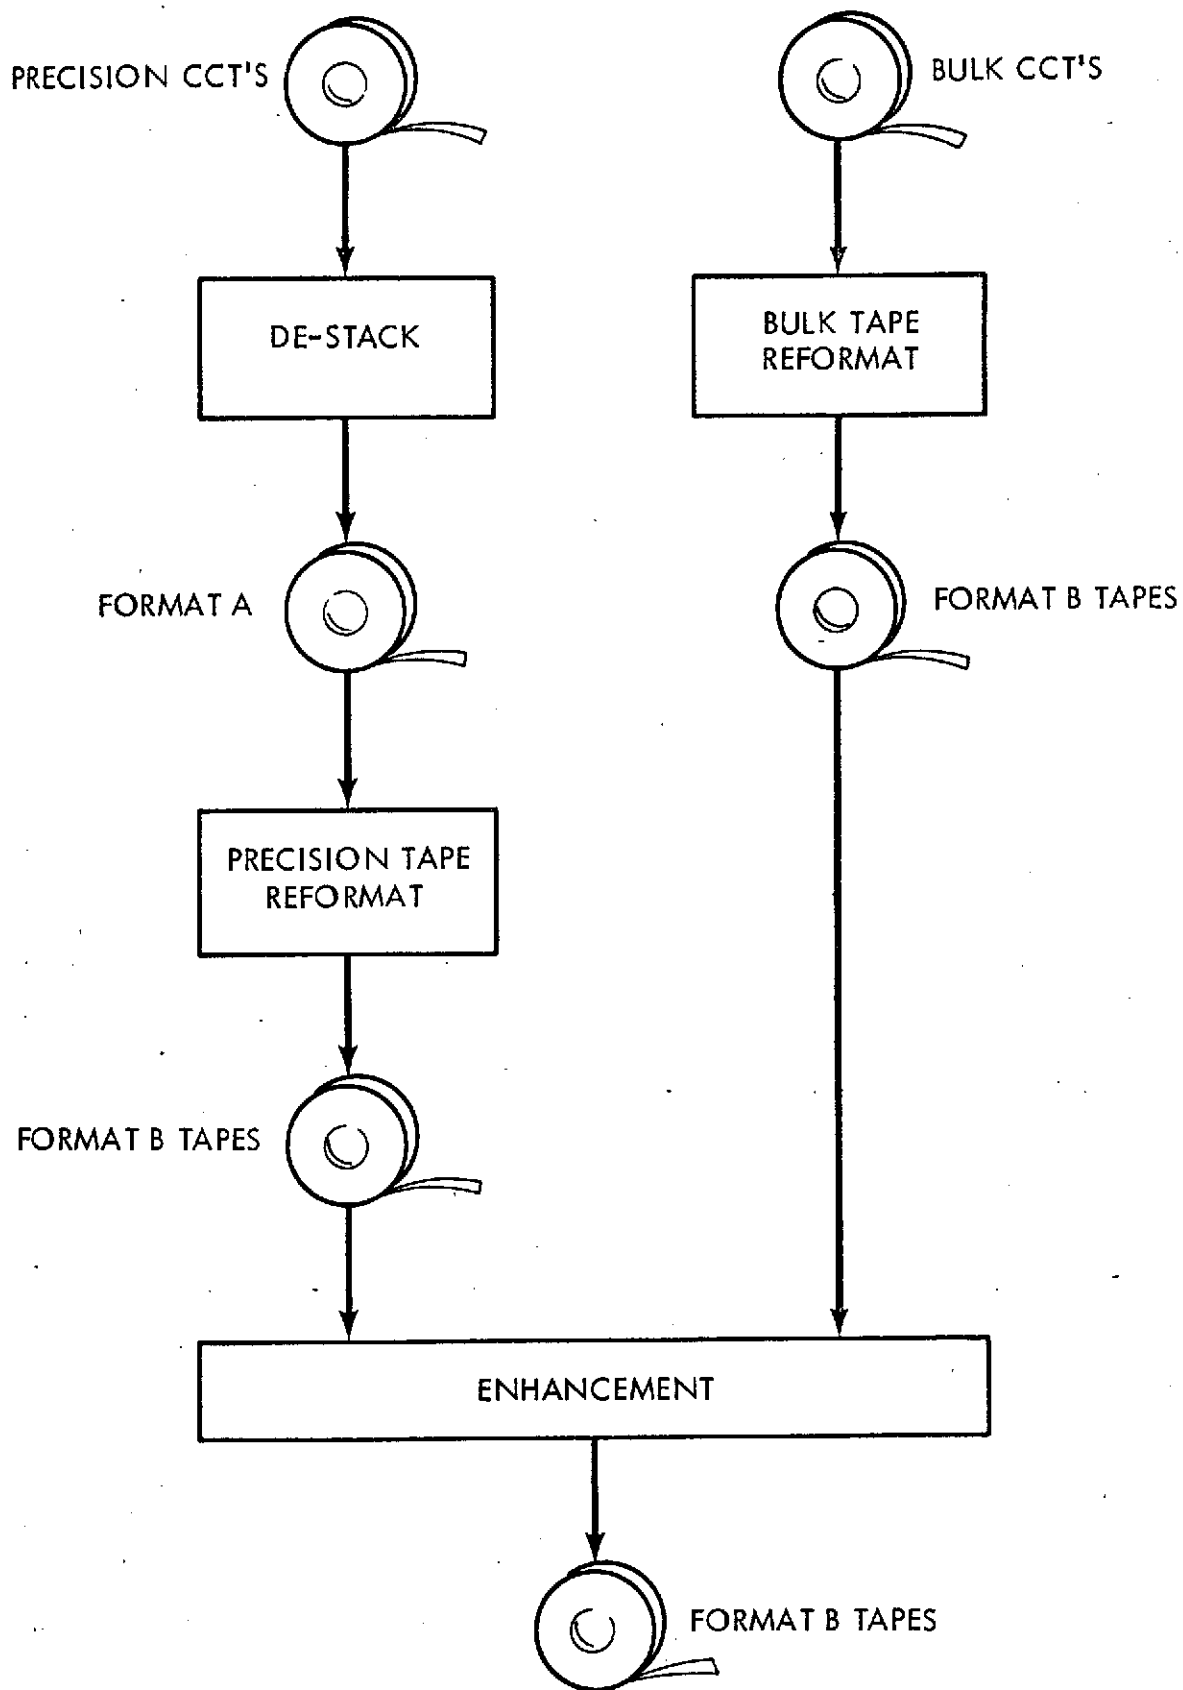 PRECISION CCT'S
BULK CCT'S
DE-STACK
BULK TAPE
REFORMAT
FORMAT A
FORMAT B TAPES
PRECISION TAPE
REFORMAT
FORMAT B TAPES
ENHANCEMENT
FORMAT B TAPES